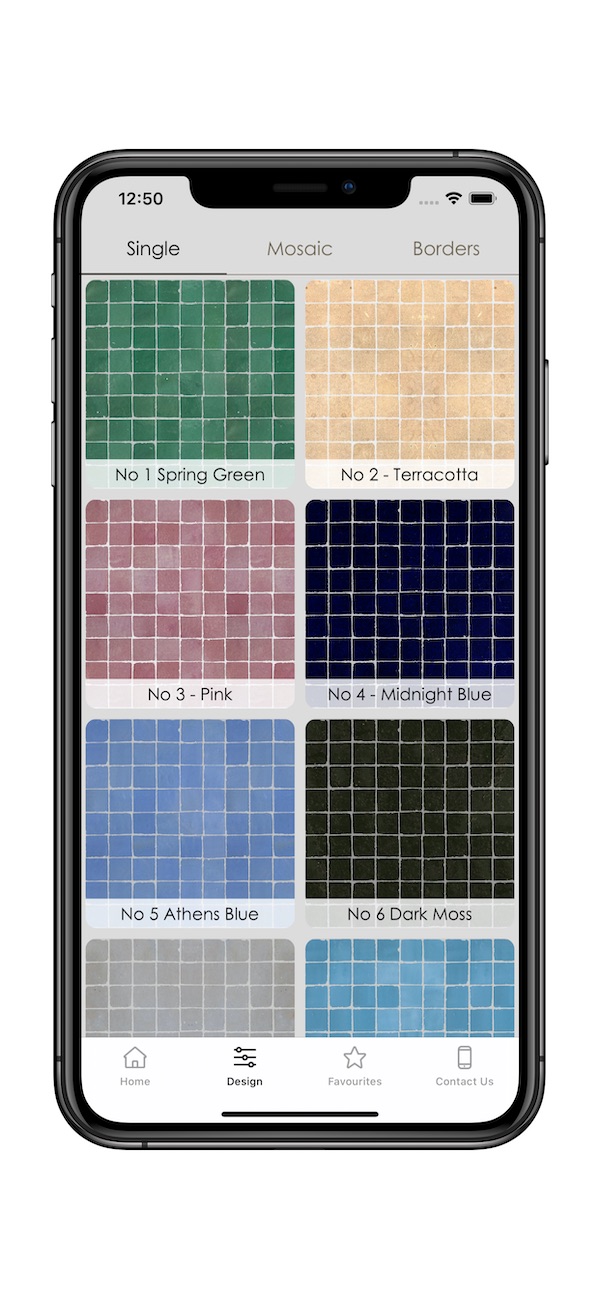 12:50
Single
Mosaic
Borders
No 1 Spring Green
No 2 - Terracotta
No 3 - Pink
No 4 - Midnight Blue
No 5 Athens Blue
No 6 Dark Moss
Home
Design
Favourites
Contact Us